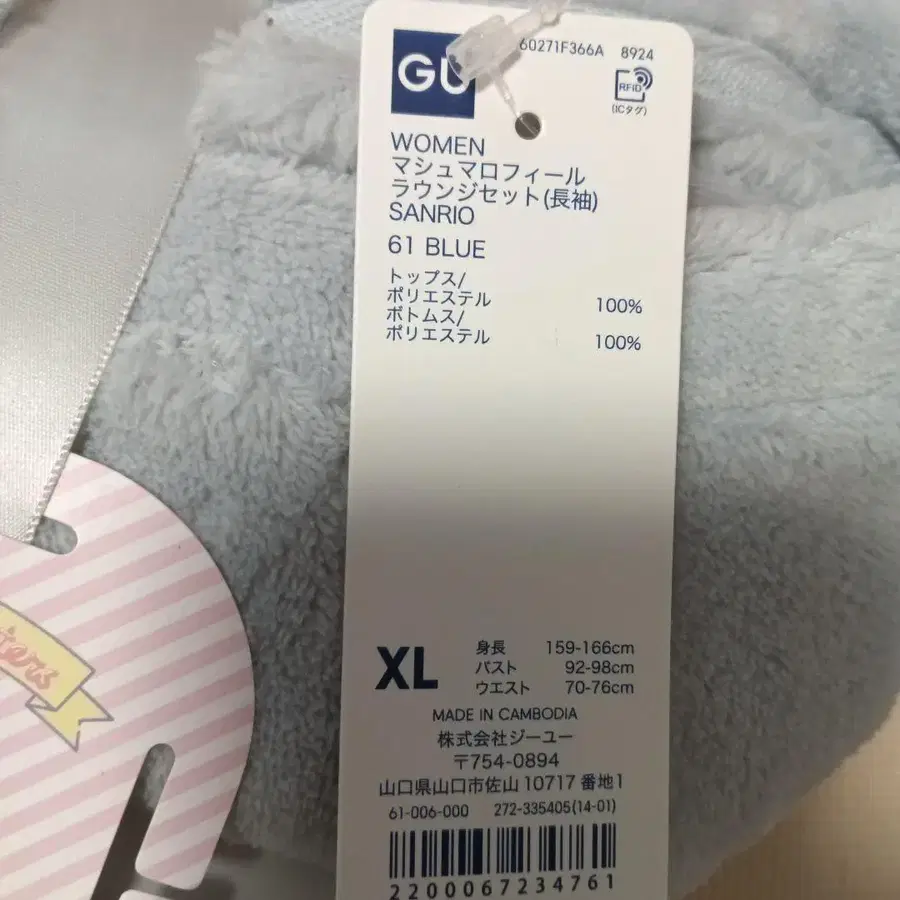 GU
60271F366A 8924
RFID
(ICタグ)
WOMEN
マシュマロフィール
ラウンジセット(長袖)
SANRIO
61 BLUE
トップス/
ポリエステル 100%
ボトムス/
ポリエステル 100%
XL
身長 159-166cm
バスト 92-98cm
ウエスト 70-76cm
MADE IN CAMBODIA
株式会社ジーユー
〒754-0894
山口県山口市佐山10717番地1
61-006-000 272-335405(14-01)
2200067234761